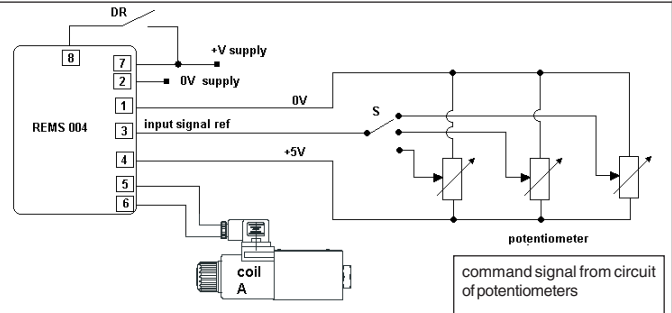 DR
8
+V supply
7
2
0V supply
1
0V
S
REMS 004
3
input signal ref
4
+5V
5
6
potentiometer
coil
A
command signal from circuit
of potentiometers